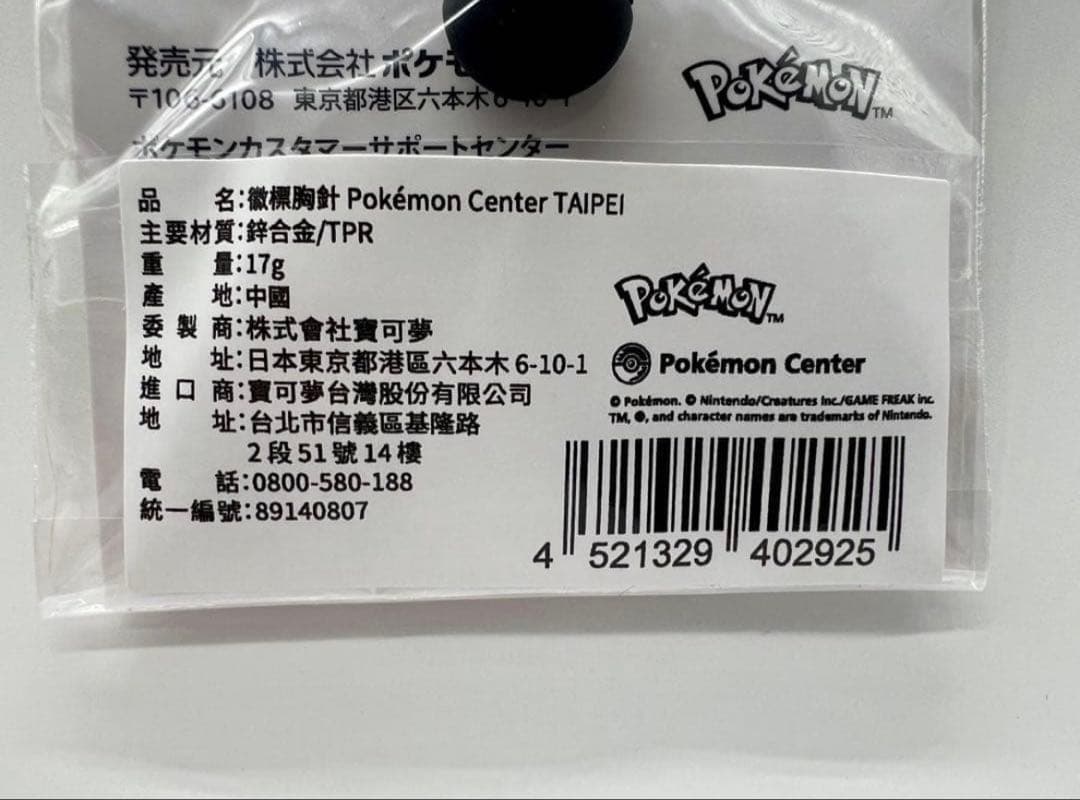 発売元 株式会社ポケモ
〒106-6108 東京都港区六本木6-10-1
ポケモンカスタマーサポートセンター
POKéMON TM
品 名:徽標胸針 Pokémon Center TAIPEI
主要材質:鋅合金/TPR
重 量:17g
產 地:中國
委 製 商:株式會社寶可夢
地 址:日本東京都港區六本木 6-10-1
進 口 商:寶可夢台灣股份有限公司
地 址:台北市信義區基隆路
2 段 51 號 14 樓
電 話:0800-580-188
統一編號:89140807
POKéMON TM
Pokémon Center
© Pokémon. © Nintendo/Creatures Inc./GAME FREAK inc.
TM, ®, and character names are trademarks of Nintendo.
4 521329 402925